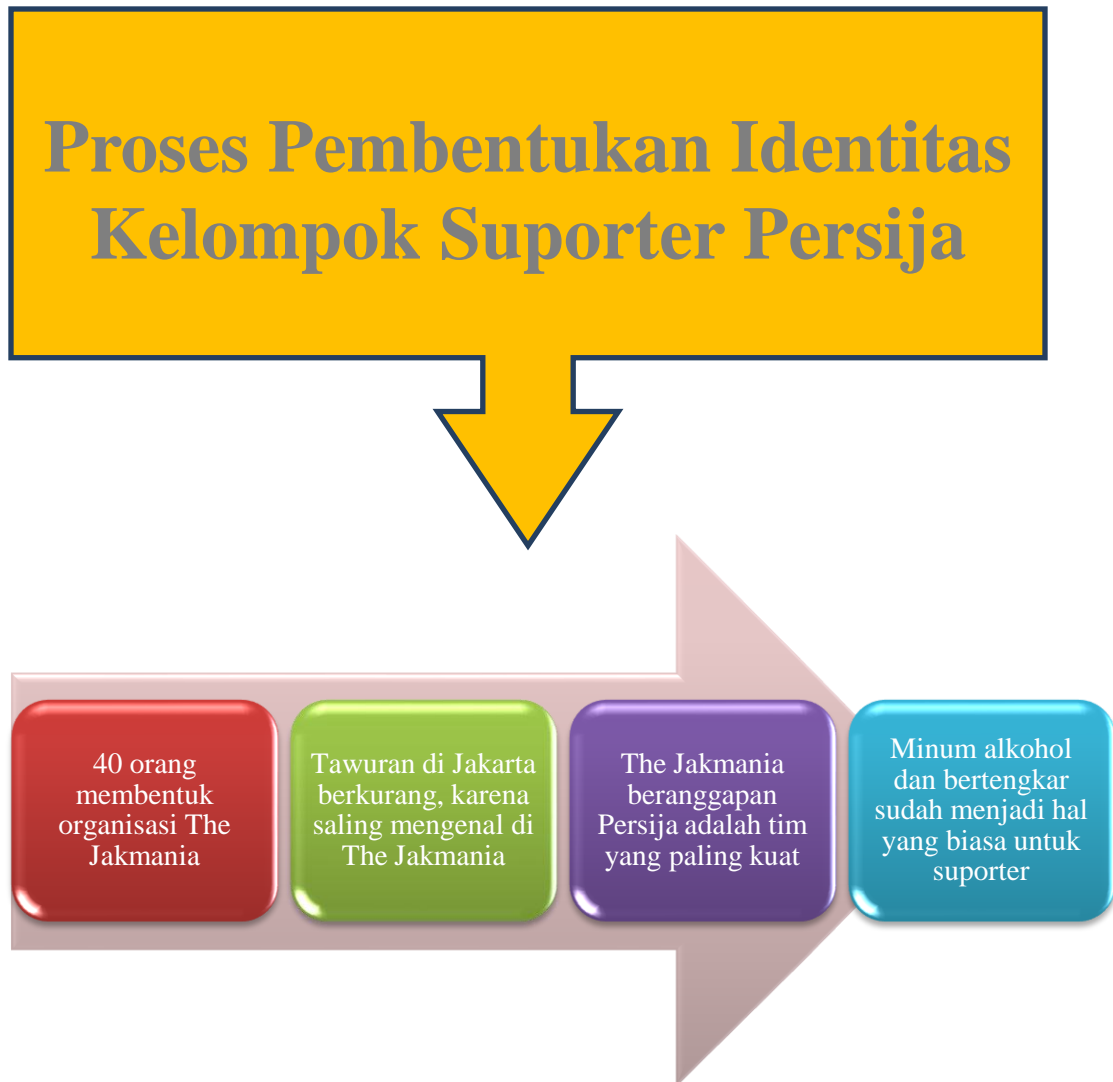 Proses Pembentukan Identitas
Kelompok Suporter Persija
40 orang
membentuk
organisasi The
Jakmania
Tawuran di Jakarta
berkurang, karena
saling mengenal di
The Jakmania
The Jakmania
beranggapan
Persija adalah tim
yang paling kuat
Minum alkohol
dan bertengkar
sudah menjadi hal
yang biasa untuk
suporter